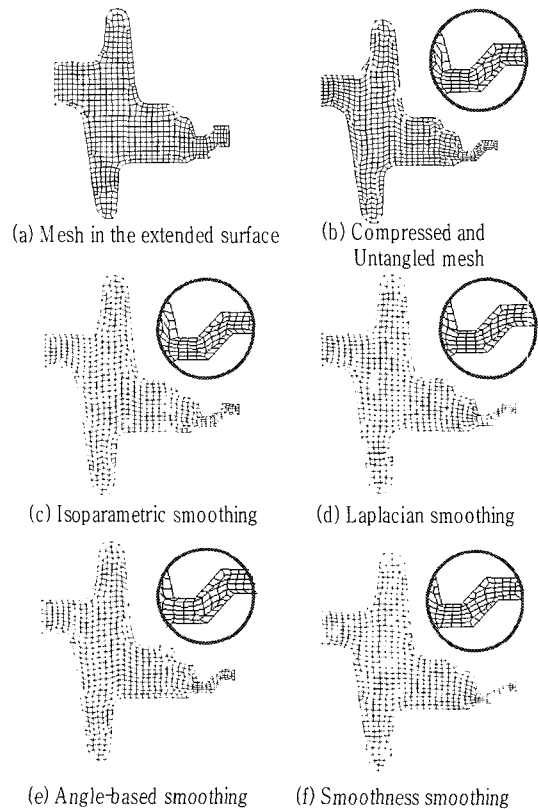 (a) Mesh in the extended surface
(b) Compressed and
Untangled mesh
(c) Isoparametric smoothing
(d) Laplacian smoothing
(e) Angle-based smoothing
(f) Smoothness smoothing